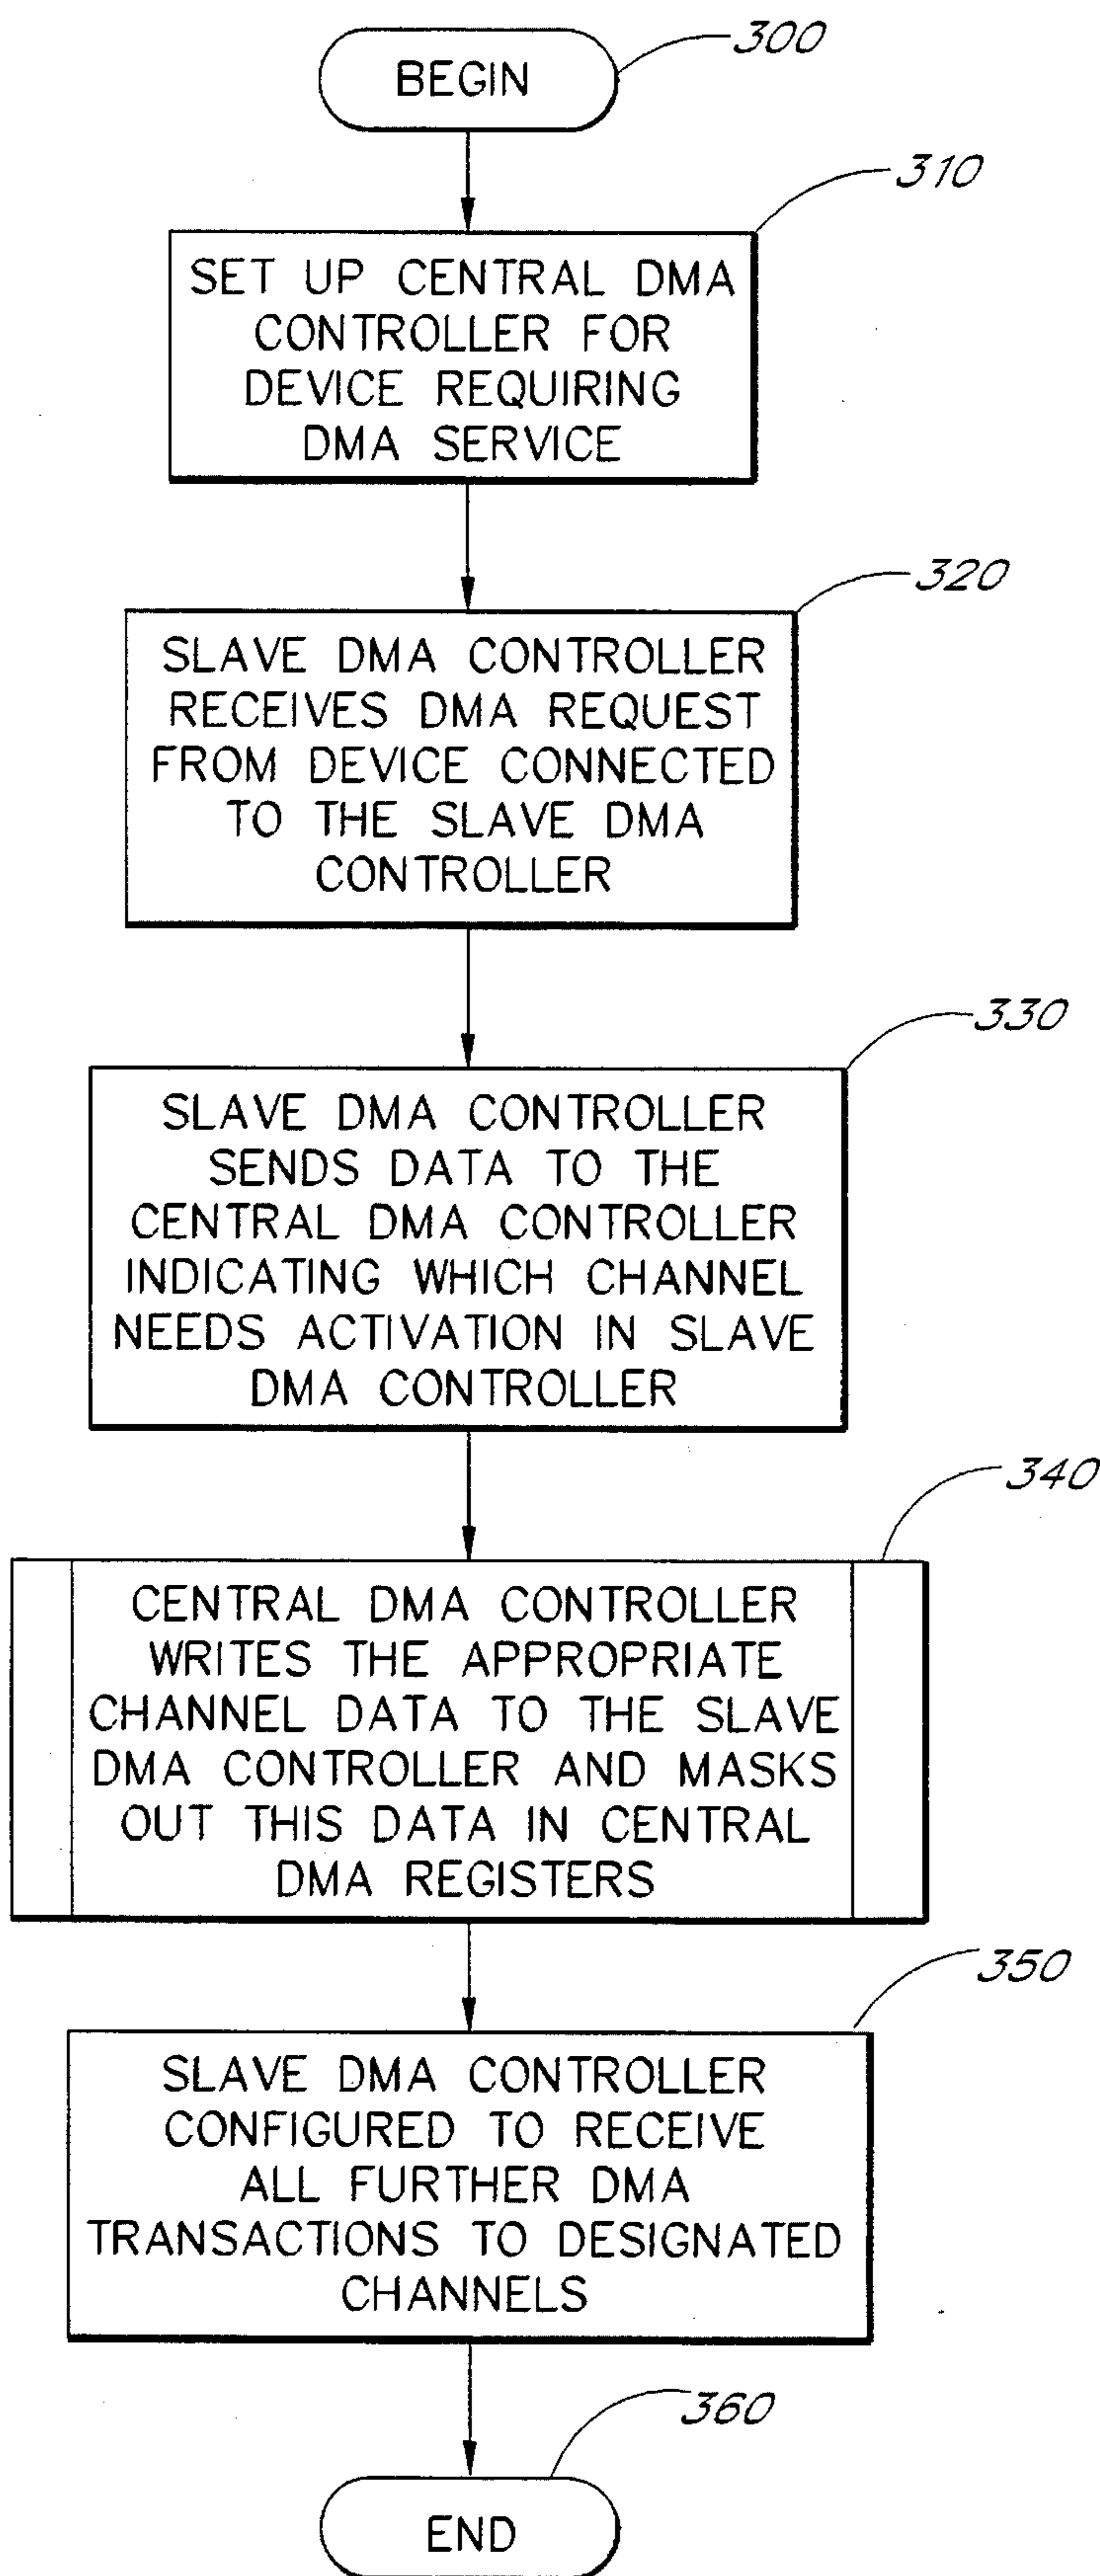 300
BEGIN
310
SET UP CENTRAL DMA
CONTROLLER FOR
DEVICE REQUIRING
DMA SERVICE
320
SLAVE DMA CONTROLLER
RECEIVES DMA REQUEST
FROM DEVICE CONNECTED
TO THE SLAVE DMA
CONTROLLER
330
SLAVE DMA CONTROLLER
SENDS DATA TO THE
CENTRAL DMA CONTROLLER
INDICATING WHICH CHANNEL
NEEDS ACTIVATION IN SLAVE
DMA CONTROLLER
340
CENTRAL DMA CONTROLLER
WRITES THE APPROPRIATE
CHANNEL DATA TO THE SLAVE
DMA CONTROLLER AND MASKS
OUT THIS DATA IN CENTRAL
DMA REGISTERS
350
SLAVE DMA CONTROLLER
CONFIGURED TO RECEIVE
ALL FURTHER DMA
TRANSACTIONS TO DESIGNATED
CHANNELS
360
END